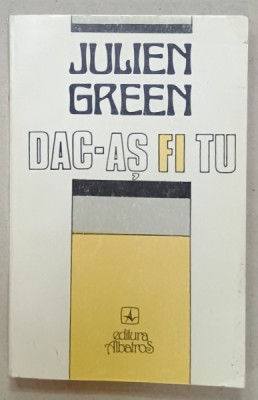 JULIEN
GREEN
DAC-AȘ FI TU
editura
Albatros